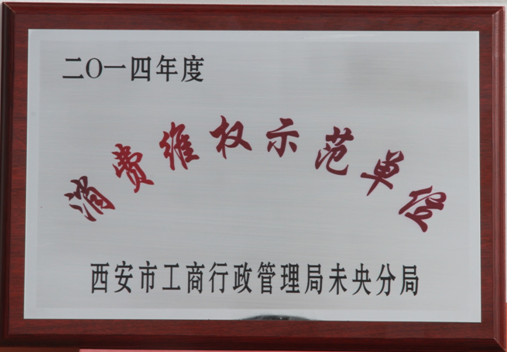 二〇一四年度
消费维权示范单位
西安市工商行政管理局未央分局